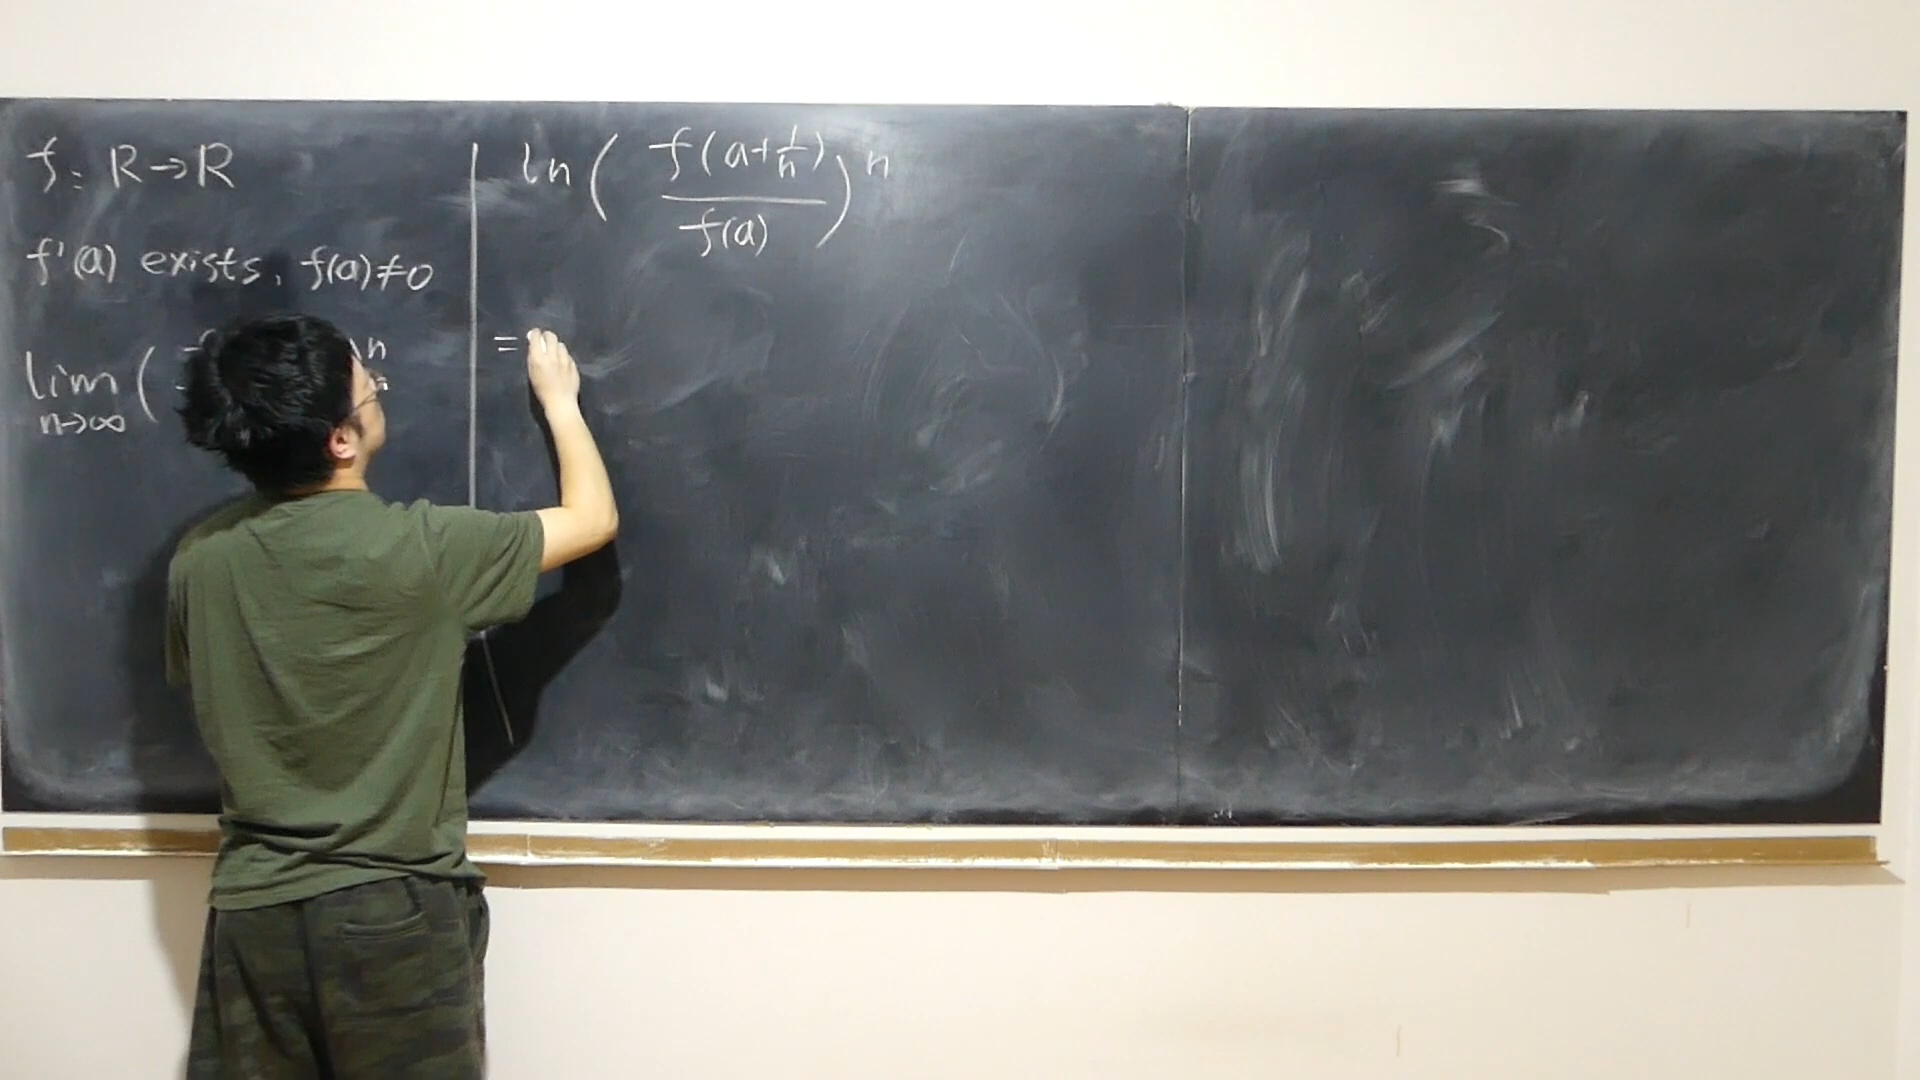 f: R→R
f'(a) exists, f(a)≠0
lim ( )n
n→∞
ln ( f(a+1/n) / f(a) )n
=